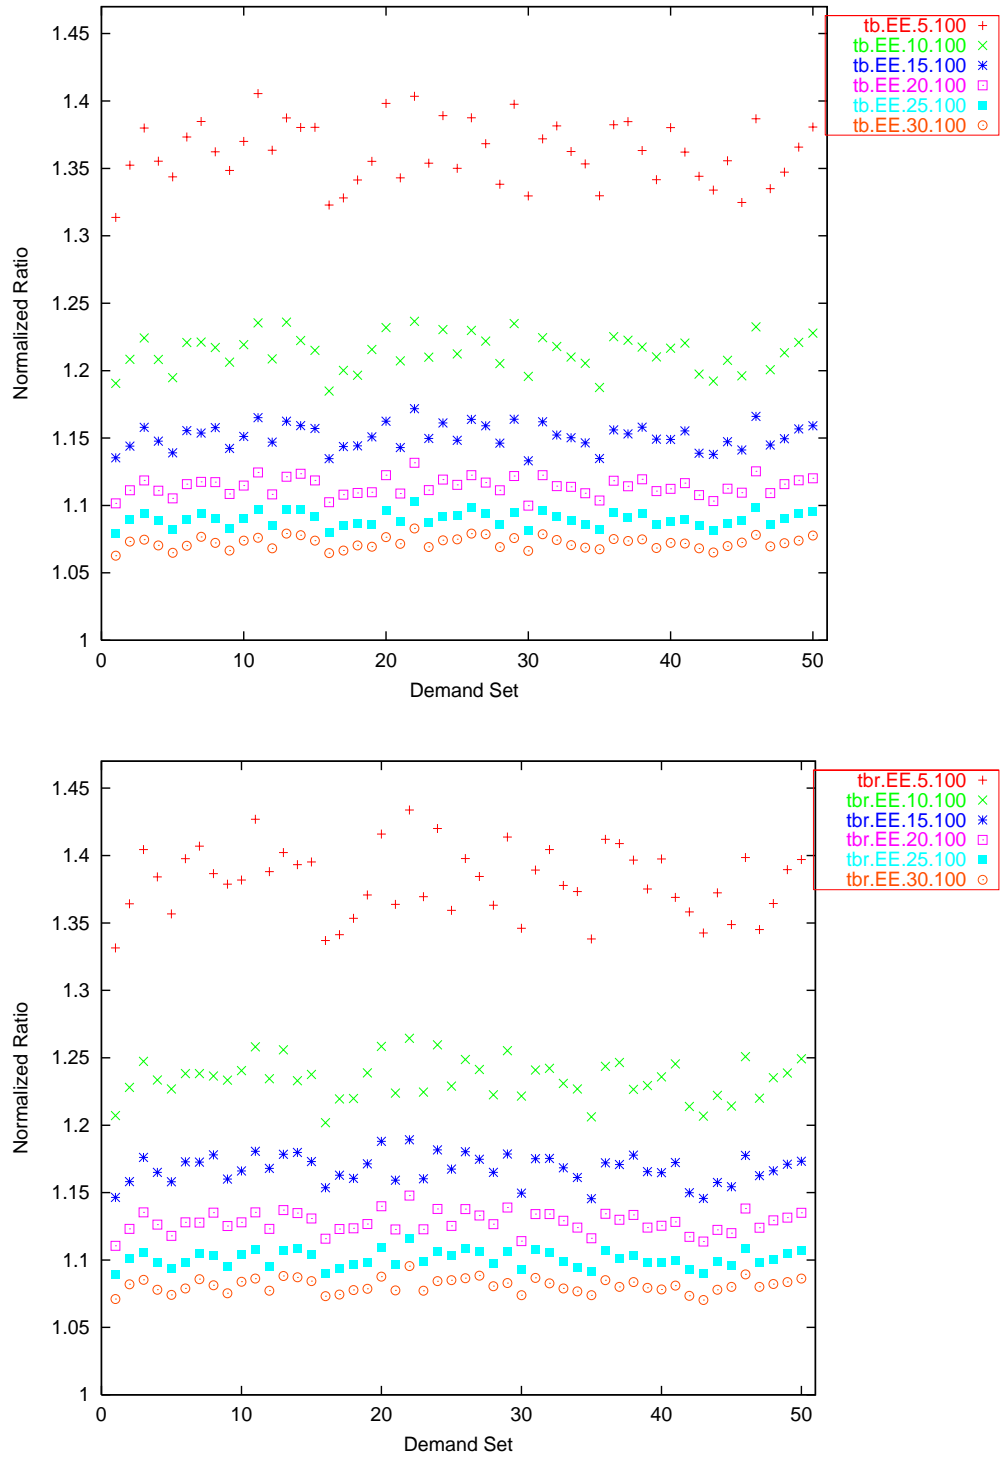 1.45
1.4
1.35
1.3
1.25
1.2
1.15
1.1
1.05
1
0
10
20
30
40
50
Normalized Ratio
Demand Set
tb.EE.5.100
tb.EE.10.100
tb.EE.15.100
tb.EE.20.100
tb.EE.25.100
tb.EE.30.100
1.45
1.4
1.35
1.3
1.25
1.2
1.15
1.1
1.05
1
0
10
20
30
40
50
Normalized Ratio
Demand Set
tbr.EE.5.100
tbr.EE.10.100
tbr.EE.15.100
tbr.EE.20.100
tbr.EE.25.100
tbr.EE.30.100